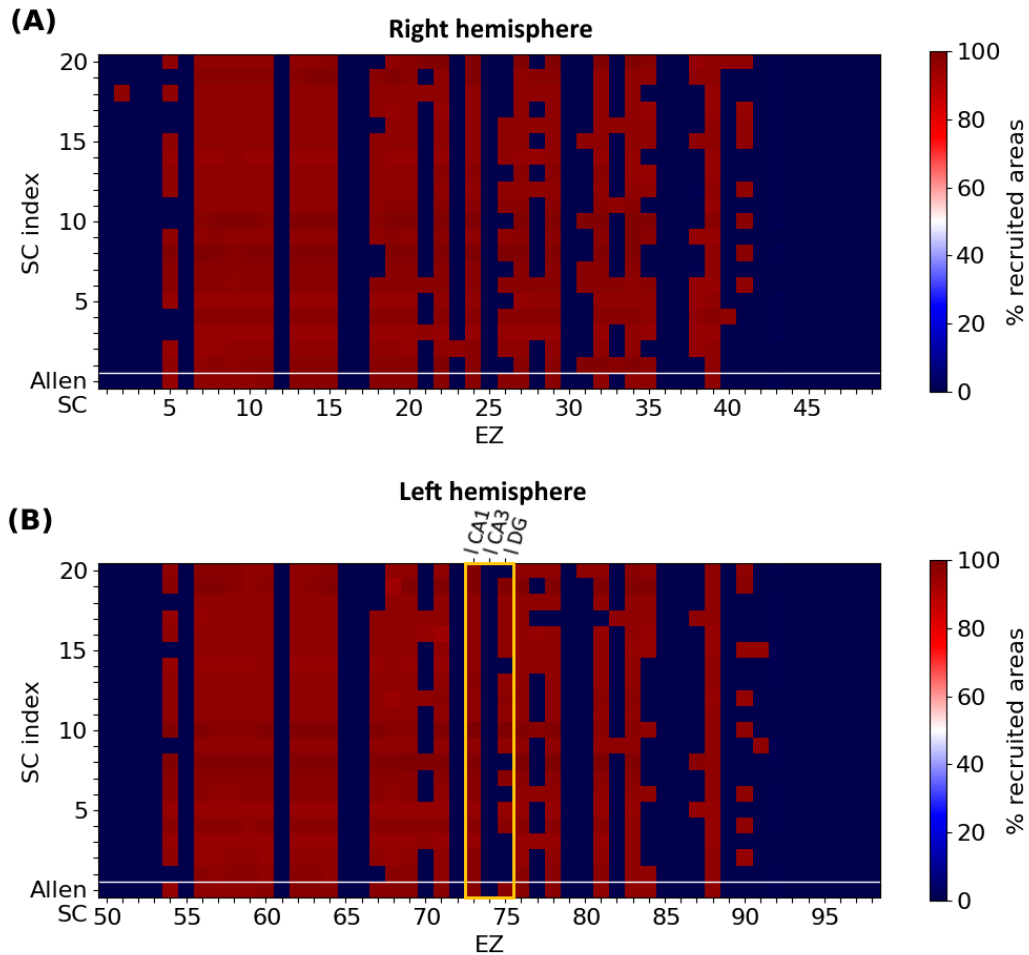 (A)
Right hemisphere
20
15
10
5
Allen
SC
SC index
5 10 15 20 25 30 35 40 45
EZ
100
80
60
40
20
0
% recruited areas
(B)
Left hemisphere
l CA1
l CA3
l DG
20
15
10
5
Allen
SC
SC index
50 55 60 65 70 75 80 85 90 95
EZ
100
80
60
40
20
0
% recruited areas